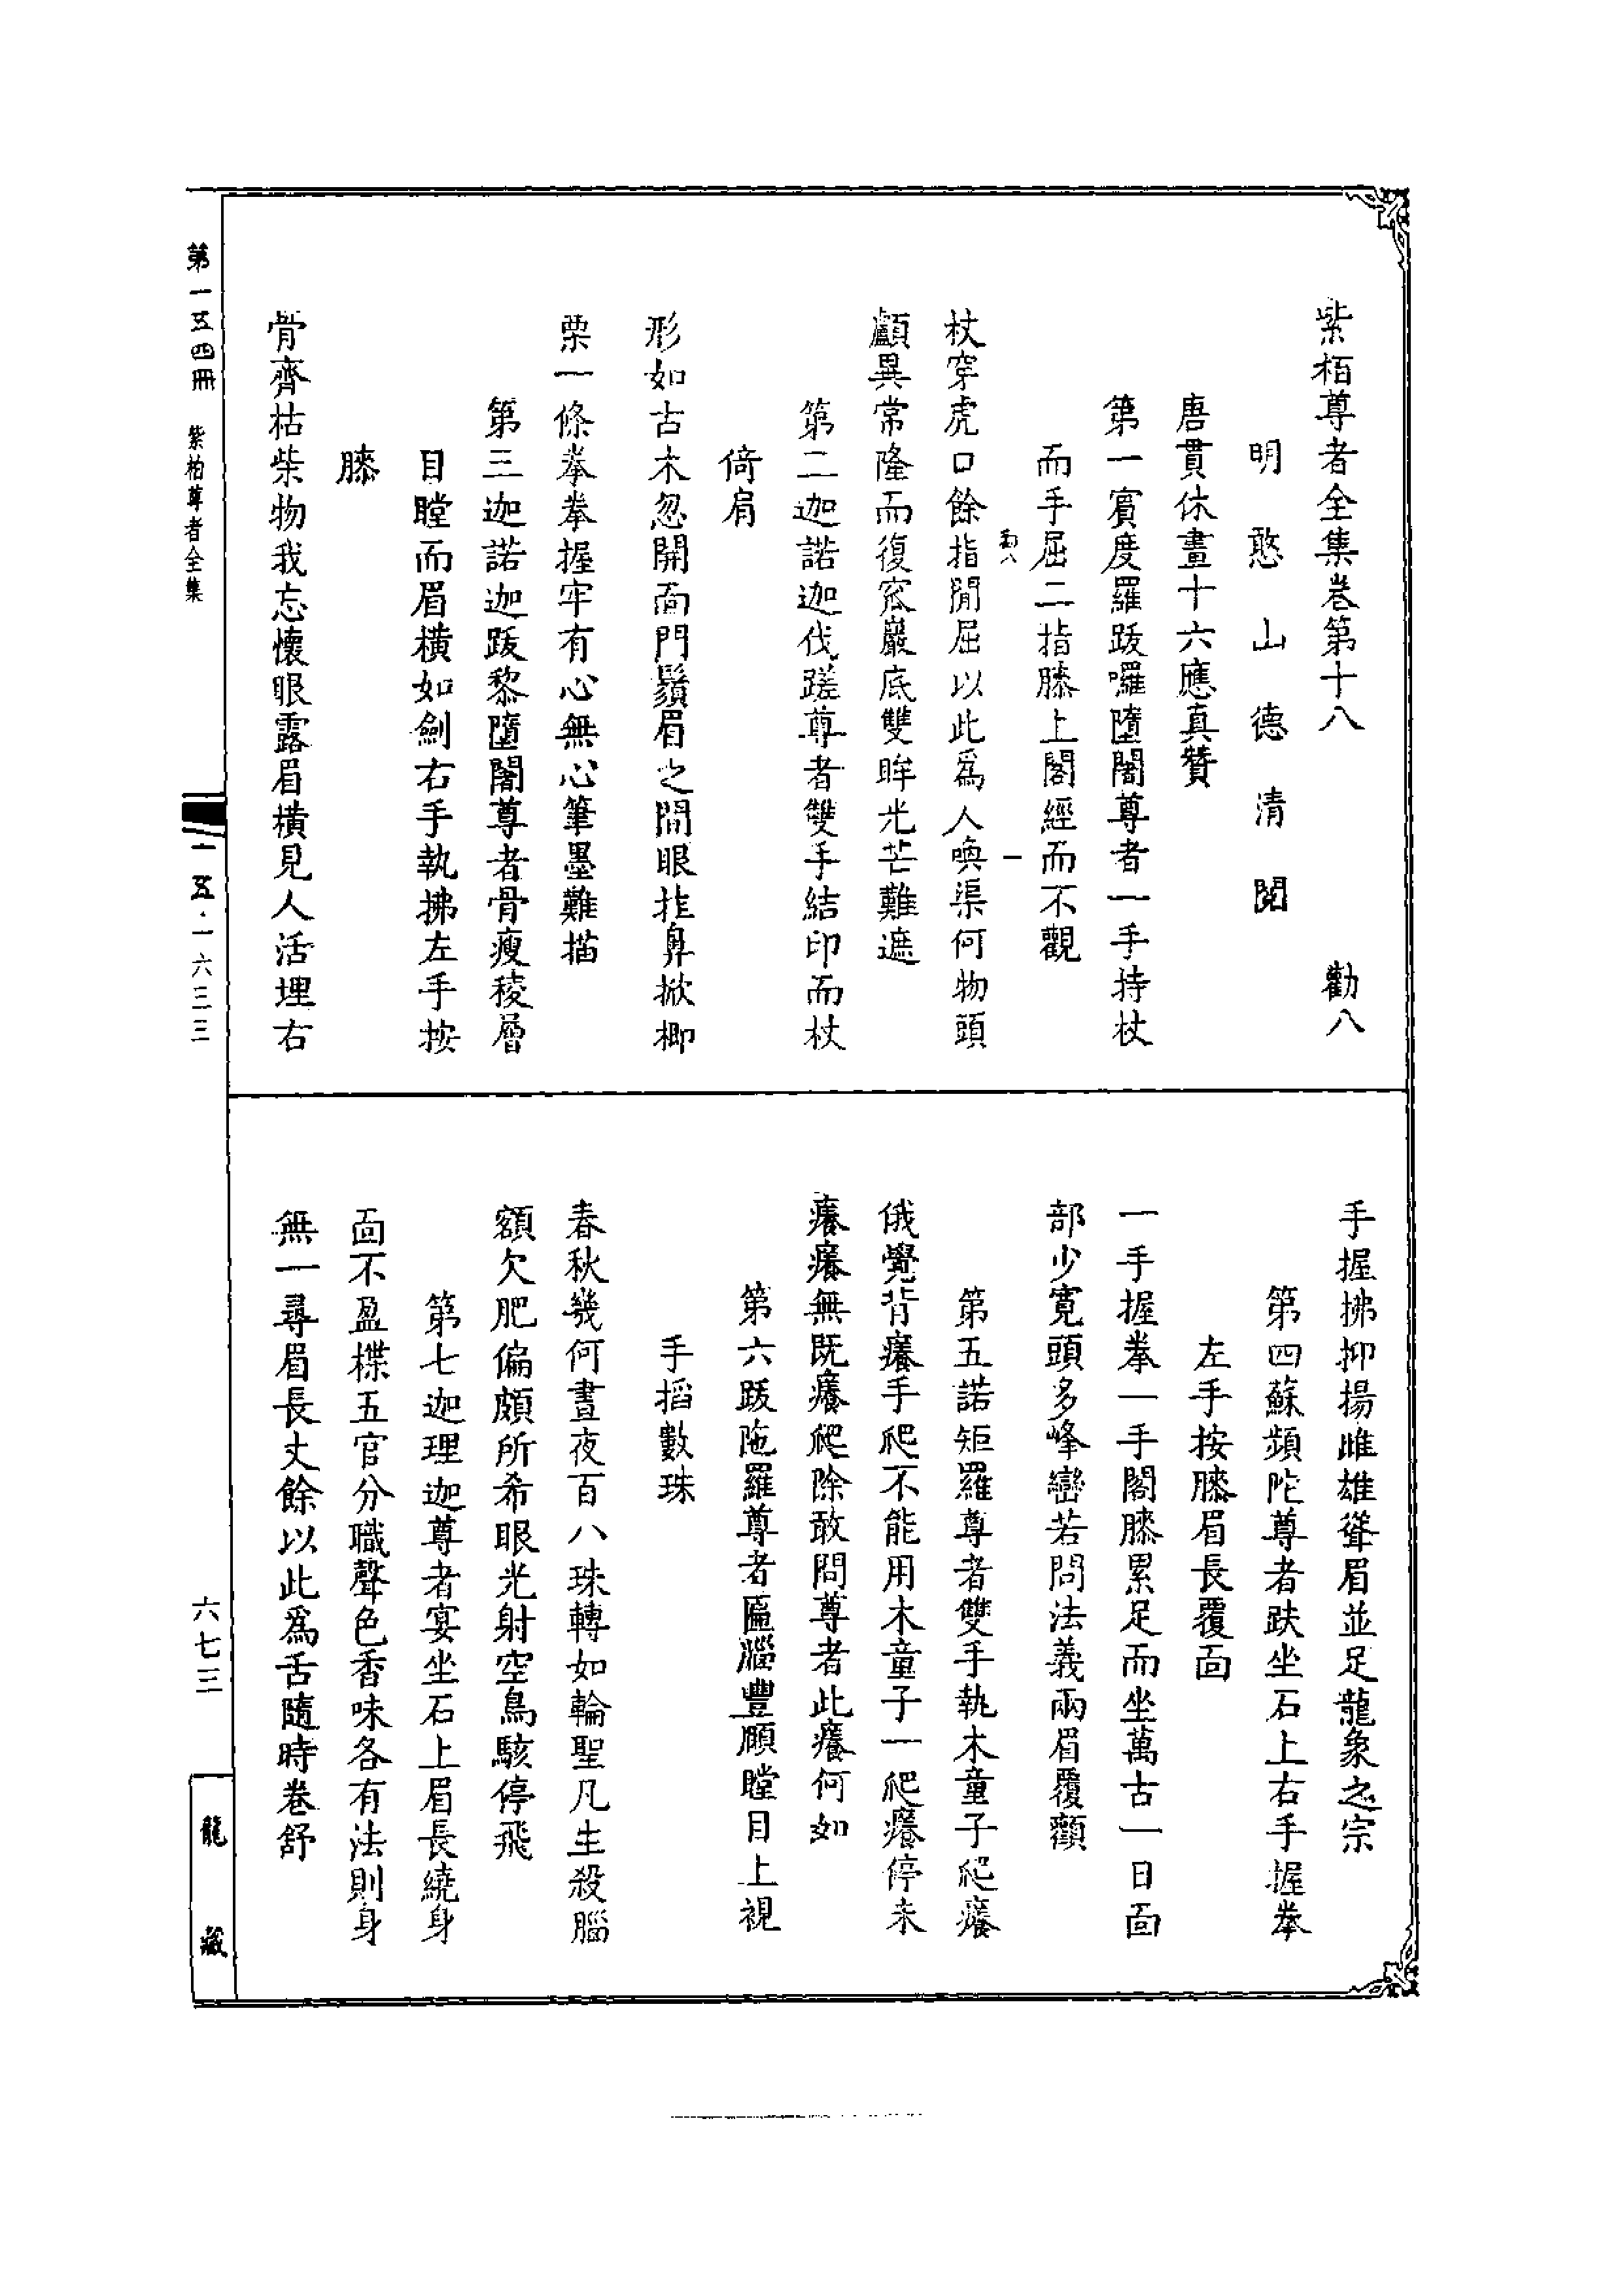 紫栢尊者全集卷第十八 勸八
明憨山德清閱
唐貫休畫十六應真贊
第一賓度羅跋囉墮闍尊者一手持杖
而手屈二指膝上閣經而不觀
杖穿虎口餘指閒屈以此爲人喚渠何物頭
顱異常隆而復窊巖底雙眸光芒難遮
第二迦諾迦伐蹉尊者雙手結印而杖
倚肩
形如古木忽開面門鬚眉之間眼挂鼻掀楖
栗一條拳拳握牢有心無心筆墨難描
第三迦諾迦跋黎墮闍尊者骨瘦稜層
目瞠而眉橫如劍右手執拂左手按
膝
骨齊枯柴物我忘懷眼露眉橫見人活埋右
手握拂抑揚雌雄聳眉並足龍象之宗
第四蘇頻陀尊者趺坐石上右手握拳
左手按膝眉長覆面
一手握拳一手閣膝累足而坐萬古一日面
部少寬頭多峰巒若問法義兩眉覆顴
第五諾矩羅尊者雙手執木童子爬癢
俄覺背癢手爬不能用木童子一爬癢停未
癢癢無既癢爬除敢問尊者此癢何如
第六跋陁羅尊者匾腦豐頤瞠目上視
手搯數珠
春秋幾何晝夜百八珠轉如輪聖凡生殺腦
額欠肥偏頗所希眼光射空鳥駭停飛
第七迦理迦尊者宴坐石上眉長繞身
面不盈楪五官分職聲色香味各有法則身
無一尋眉長丈餘以此爲舌隨時卷舒
第一五四冊 紫柏尊者全集
一五·一六三三
六七三
龍藏